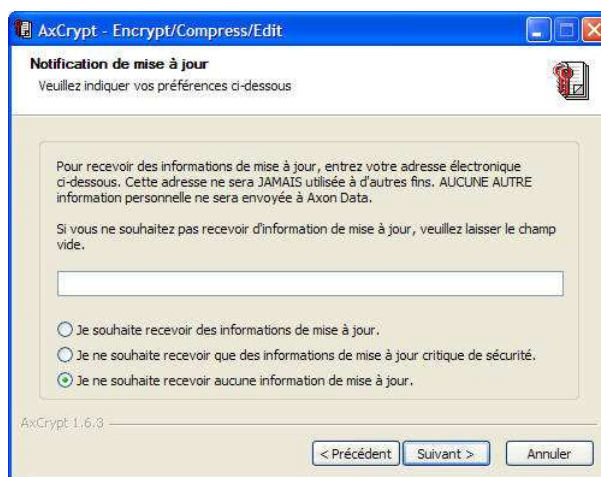 AxCrypt - Encrypt/Compress/Edit
Notification de mise à jour
Veuillez indiquer vos préférences ci-dessous
Pour recevoir des informations de mise à jour, entrez votre adresse électronique
ci-dessous. Cette adresse ne sera JAMAIS utilisée à d'autres fins. AUCUNE AUTRE
information personnelle ne sera envoyée à Axon Data.
Si vous ne souhaitez pas recevoir d'information de mise à jour, veuillez laisser le champ
vide.
Je souhaite recevoir des informations de mise à jour.
Je ne souhaite recevoir que des informations de mise à jour critique de sécurité.
Je ne souhaite recevoir aucune information de mise à jour.
AxCrypt 1.6.3
< Précédent Suivant > Annuler